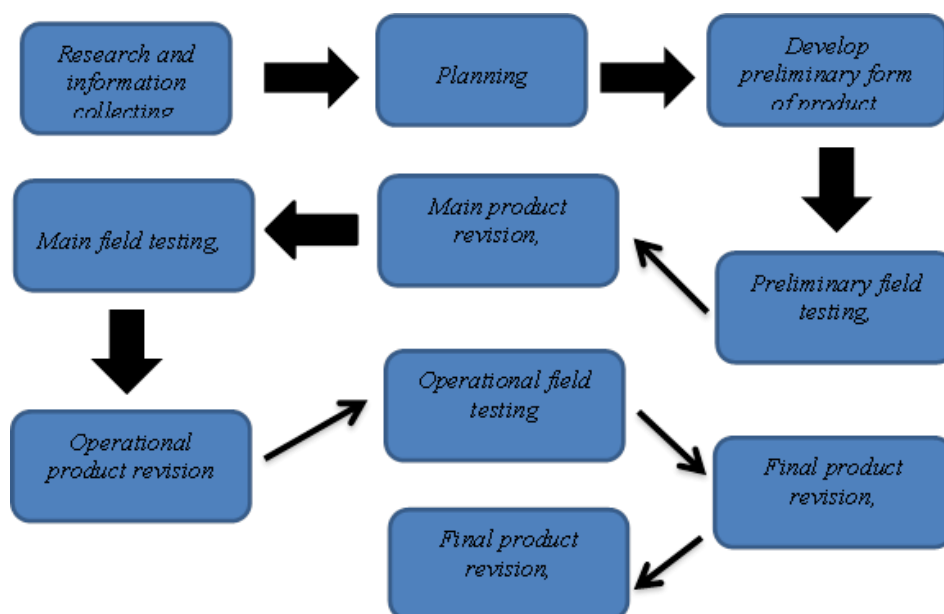 Research and
information
collecting
Planning
Develop
preliminary form
of product
Preliminary field
testing,
Main product
revision,
Main field testing,
Operational
product revision
Operational field
testing
Final product
revision,
Final product
revision,